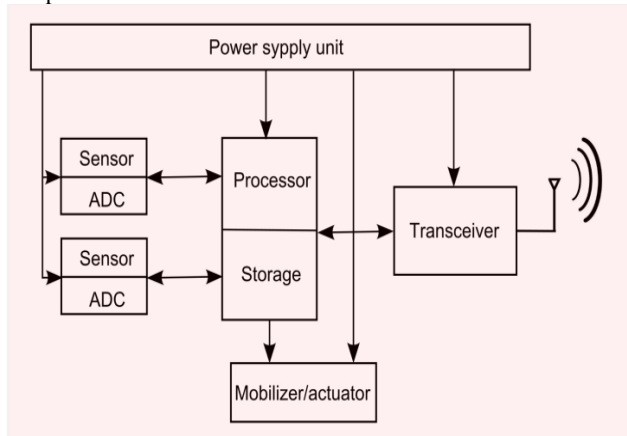 Power sypply unit
Sensor
ADC
Processor
Transceiver
Sensor
ADC
Storage
Mobilizer/actuator